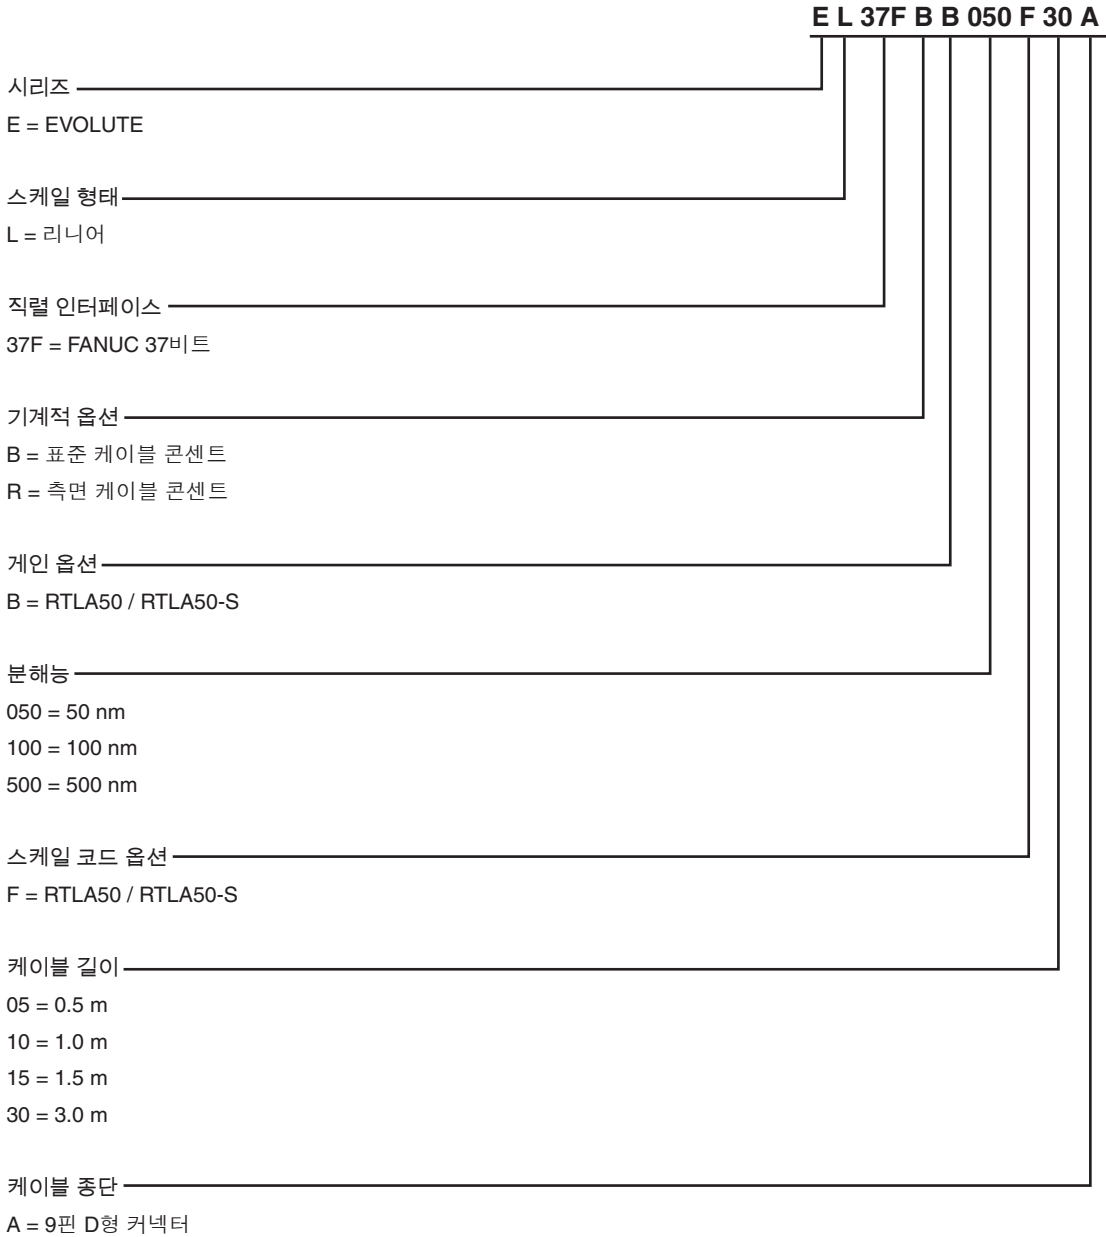 E L 37F B B 050 F 30 A
시리즈
E = EVOLUTE
스케일 형태
L = 리니어
직렬 인터페이스
37F = FANUC 37비트
기계적 옵션
B = 표준 케이블 콘센트
R = 측면 케이블 콘센트
게인 옵션
B = RTLA50 / RTLA50-S
분해능
050 = 50 nm
100 = 100 nm
500 = 500 nm
스케일 코드 옵션
F = RTLA50 / RTLA50-S
케이블 길이
05 = 0.5 m
10 = 1.0 m
15 = 1.5 m
30 = 3.0 m
케이블 종단
A = 9핀 D형 커넥터